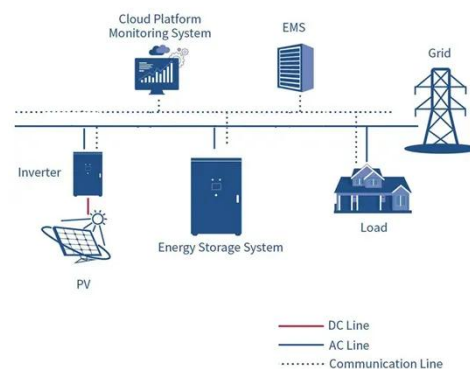 Cloud Platform
Monitoring System
EMS
Grid
Inverter
Energy Storage System
Load
PV
DC Line
AC Line
Communication Line